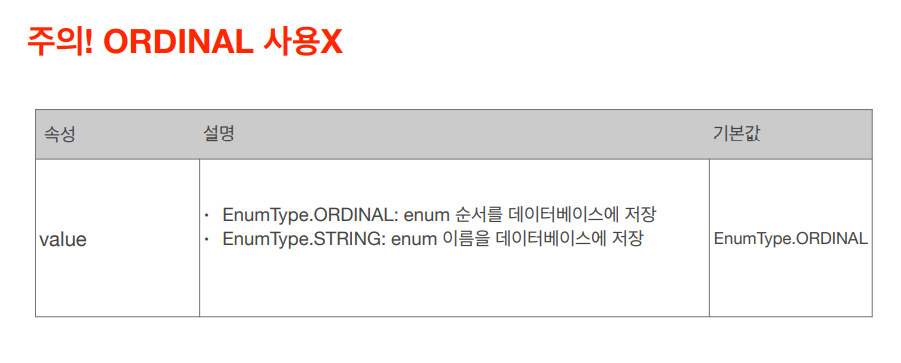 주의! ORDINAL 사용X
속성 설명 기본값
value
• EnumType.ORDINAL: enum 순서를 데이터베이스에 저장
• EnumType.STRING: enum 이름을 데이터베이스에 저장
EnumType.ORDINAL